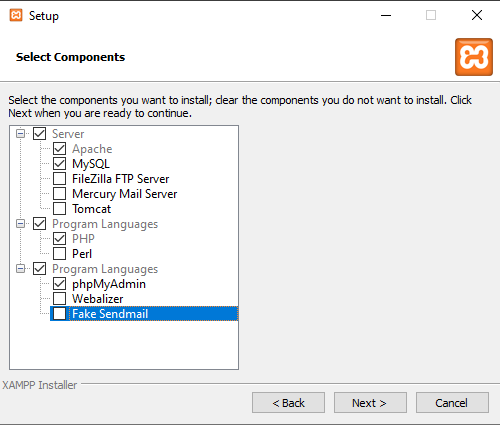 Setup
Select Components
Select the components you want to install; clear the components you do not want to install. Click
Next when you are ready to continue.
Server
Apache
MySQL
FileZilla FTP Server
Mercury Mail Server
Tomcat
Program Languages
PHP
Perl
Program Languages
phpMyAdmin
Webalizer
Fake Sendmail
XAMPP Installer
< Back
Next >
Cancel